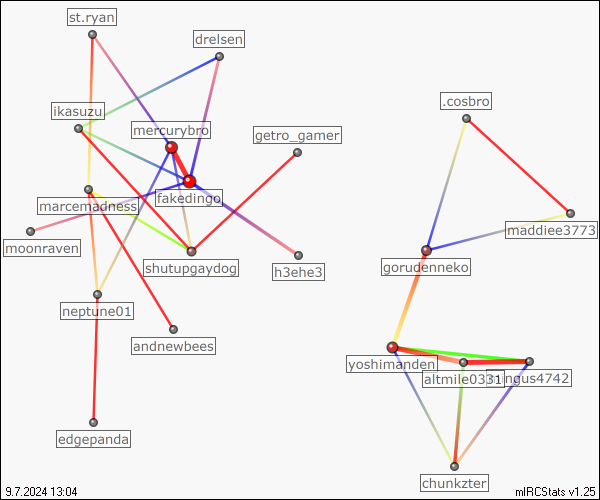 st.ryan
drelsen
ikasuzu
.cosbro
mercurybro
getro_gamer
fakedingo
marcemadness
maddiee3773
moonraven
shutupgaydog
h3ehe3
gorudenneko
neptune01
andnewbees
yoshimanden
altmile0331
ngus4742
edgepanda
chunkzter
9.7.2024 13:04
mIRCStats v1.25